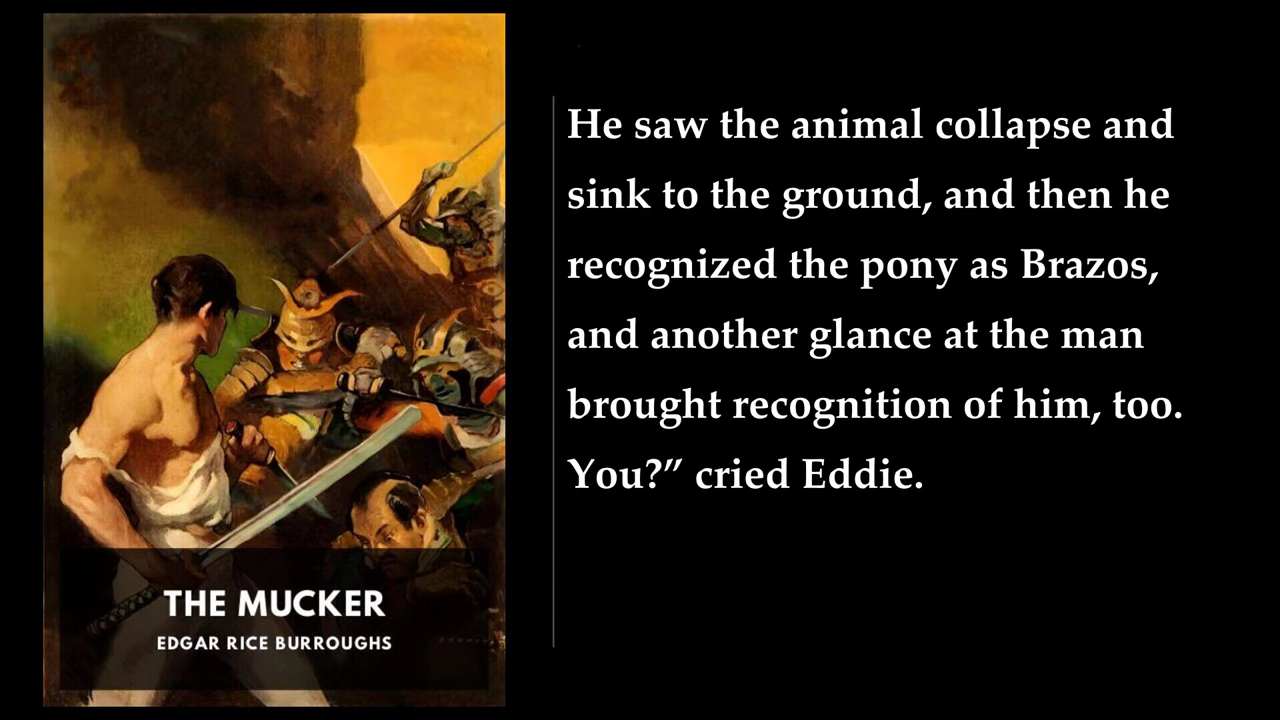 THE MUCKER
EDGAR RICE BURROUGHS
He saw the animal collapse and
sink to the ground, and then he
recognized the pony as Brazos,
and another glance at the man
brought recognition of him, too.
You?” cried Eddie.